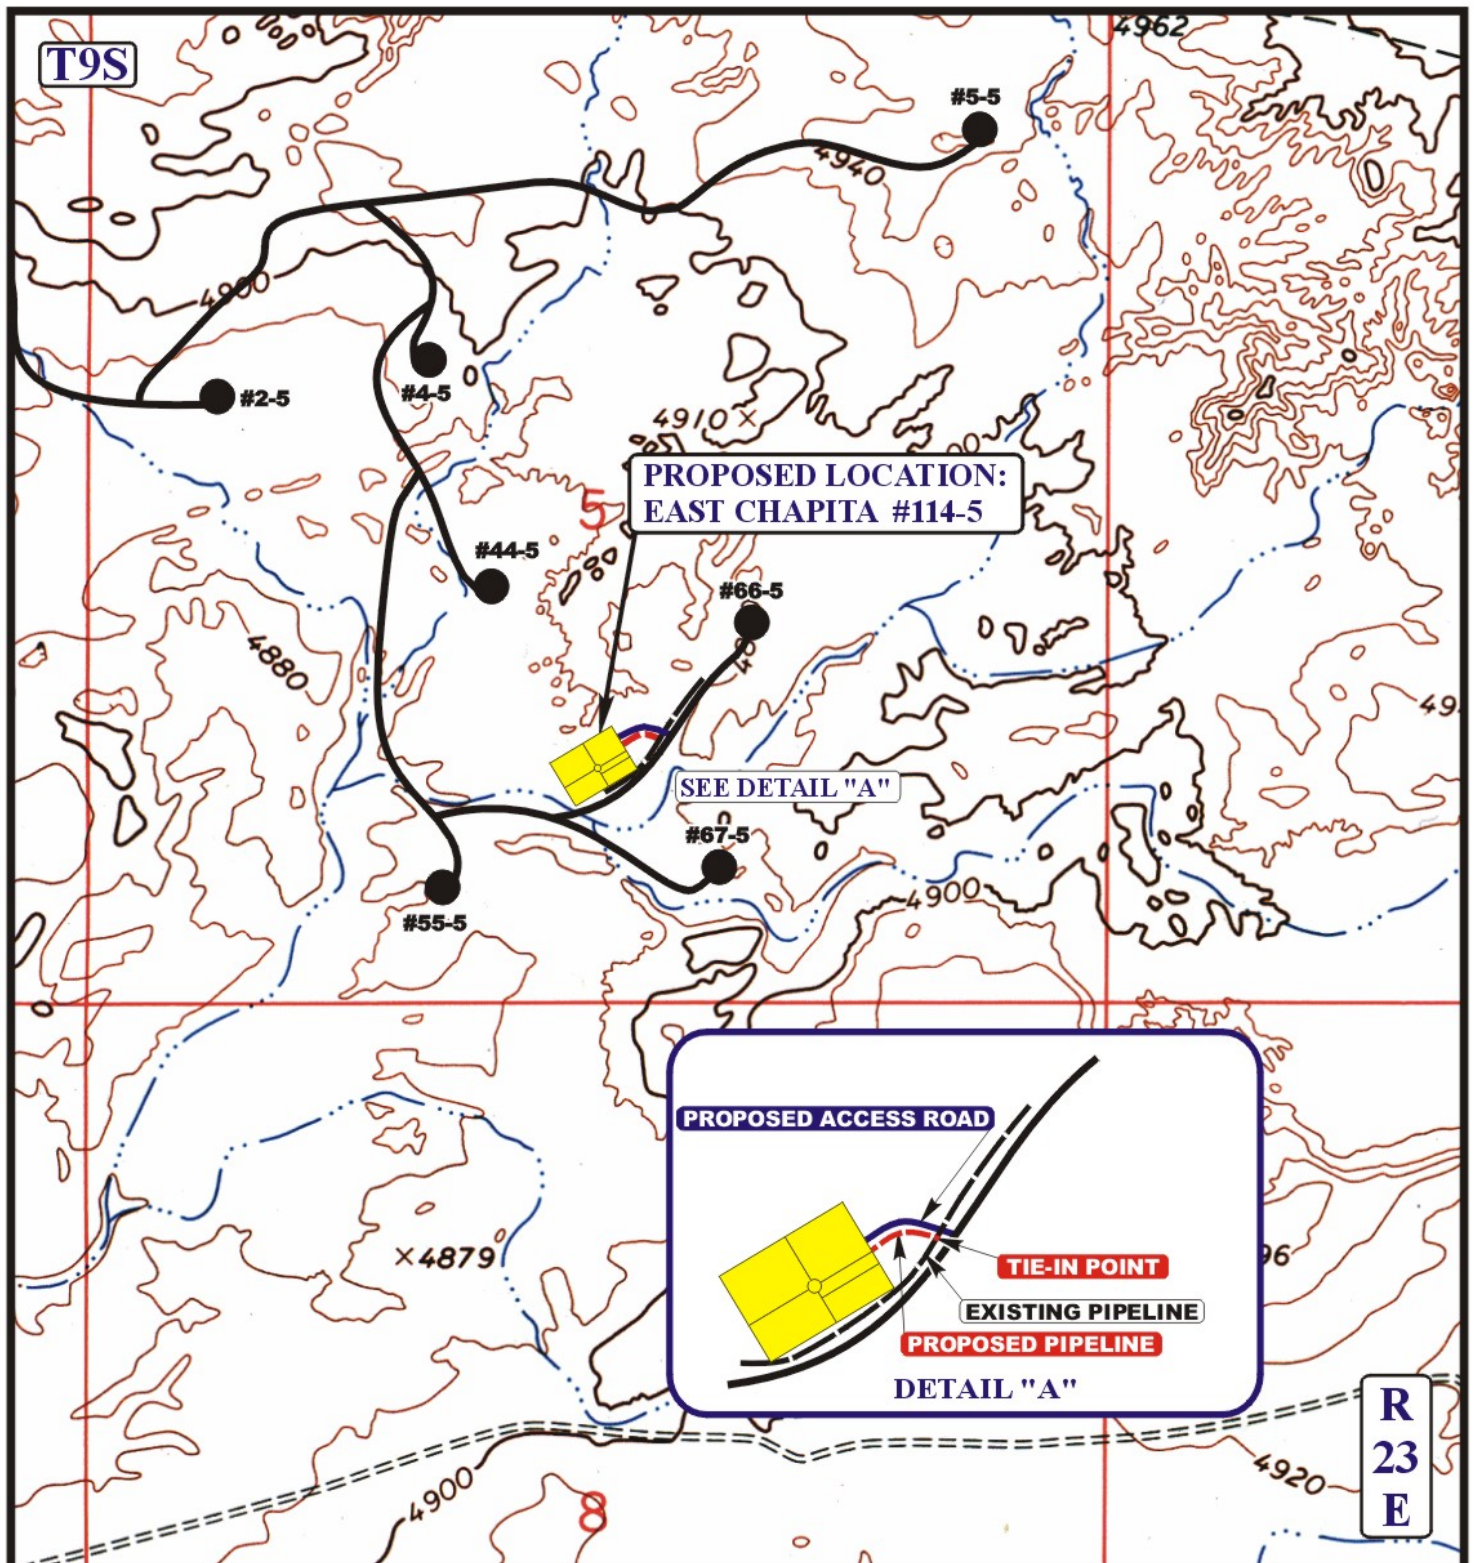 4962
T9S
#5-5
4940
4900
#2-5
#4-5
4910
PROPOSED LOCATION:
EAST CHAPITA #114-5
5
#44-5
#66-5
4880
SEE DETAIL "A"
#67-5
4900
#55-5
PROPOSED ACCESS ROAD
4879
TIE-IN POINT
EXISTING PIPELINE
PROPOSED PIPELINE
DETAIL "A"
R
23
E
4920
4900
8